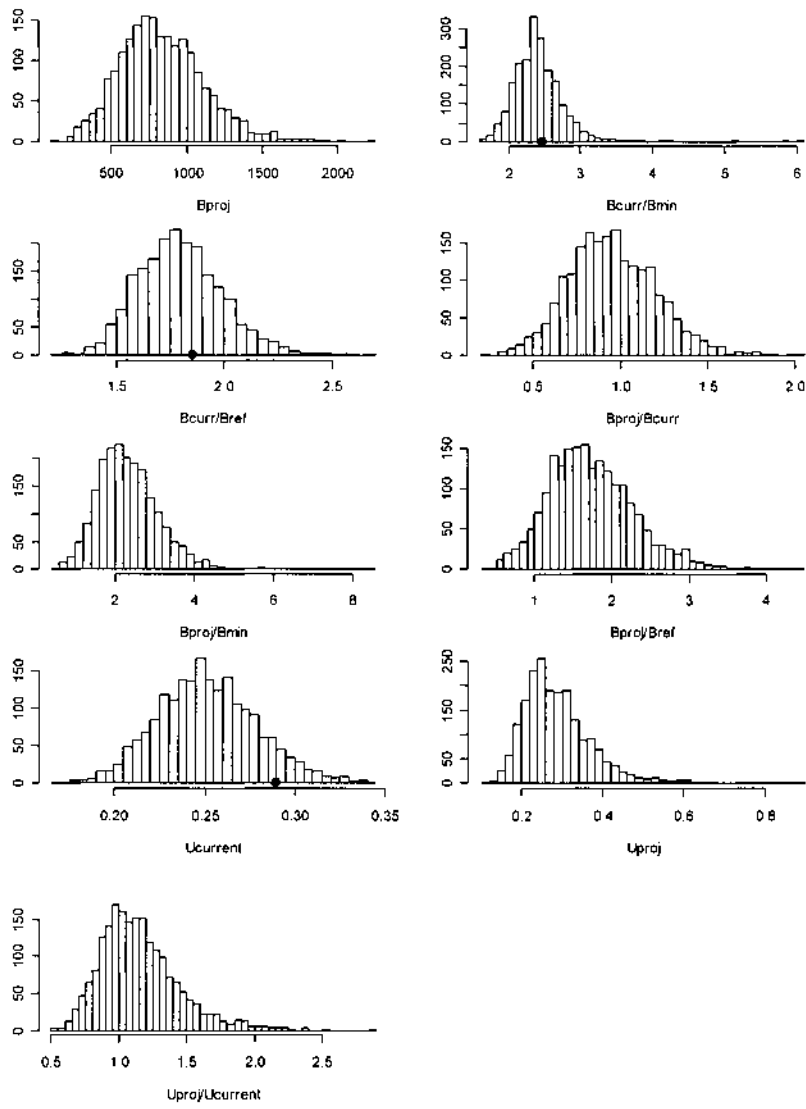 0 50 100 150
500 1000 1500 2000
Bproj
0 100 200 300
2 3 4 5 6
Bcurr/Bmin
0 50 150
1.5 2.0 2.5
Bcurr/Bref
0 50 100 150
0.5 1.0 1.5 2.0
Bproj/Bcurr
0 50 150
2 4 6 8
Bproj/Bmin
0 50 100 150
1 2 3 4
Bproj/Bref
0 50 100 150
0.20 0.25 0.30 0.35
Ucurrent
0 50 150 250
0.2 0.4 0.6 0.8
Uproj
0 50 100 150
0.5 1.0 1.5 2.0 2.5
Uproj/Ucurrent